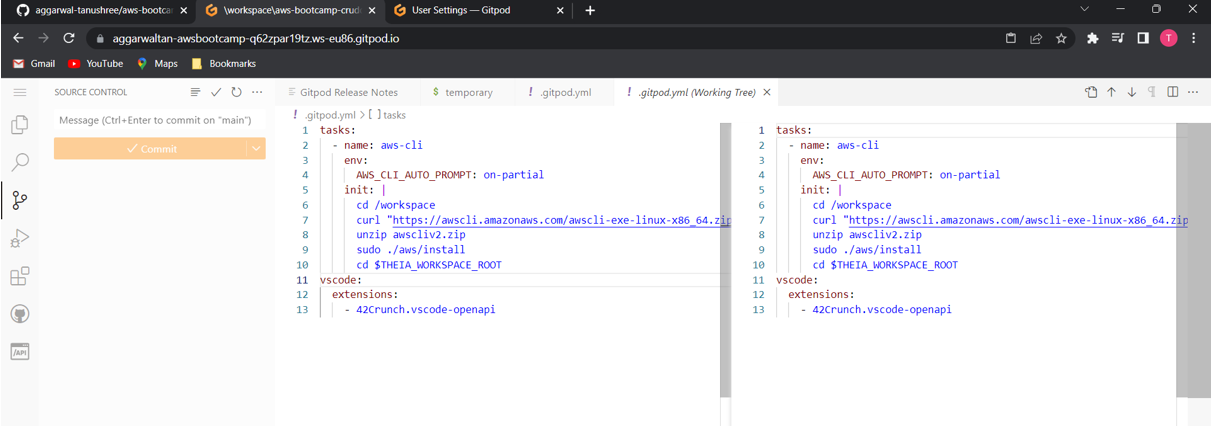 aggarwal-tanushree/aws-bootca
\workspace\aws-bootcamp-crud
User Settings — Gitpod
aggarwaltan-awsbootcamp-q62zpar19tz.ws-eu86.gitpod.io
T
Gmail
YouTube
Maps
Bookmarks
SOURCE CONTROL
Message (Ctrl+Enter to commit on "main")
Commit
/API
Gitpod Release Notes
$ temporary
! .gitpod.yml
! .gitpod.yml (Working Tree)
! .gitpod.yml > [ ] tasks
1 tasks:
2 - name: aws-cli
3 env:
4 AWS_CLI_AUTO_PROMPT: on-partial
5 init: |
6 cd /workspace
7 curl "https://awscli.amazonaws.com/awscli-exe-linux-x86_64.zip
8 unzip awscliv2.zip
9 sudo ./aws/install
10 cd $THEIA_WORKSPACE_ROOT
11 vscode:
12 extensions:
13 - 42Crunch.vscode-openapi
1 tasks:
2 - name: aws-cli
3 env:
4 AWS_CLI_AUTO_PROMPT: on-partial
5 init: |
6 cd /workspace
7 curl "https://awscli.amazonaws.com/awscli-exe-linux-x86_64.zip
8 unzip awscliv2.zip
9 sudo ./aws/install
10 cd $THEIA_WORKSPACE_ROOT
11 vscode:
12 extensions:
13 - 42Crunch.vscode-openapi